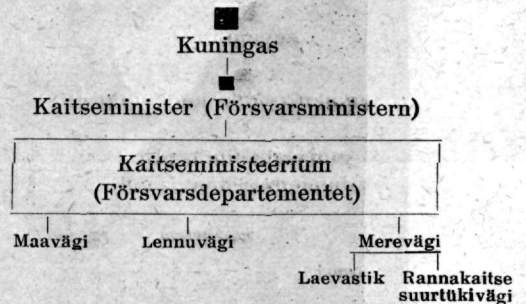 Kuningas
Kaitseminister (Försvarsministern)
Kaitseministeerium
(Försvarsdepartementet)
Maavägi Lennuvägi Merevägi
Laevastik Rannakaitse
suurtükivägi